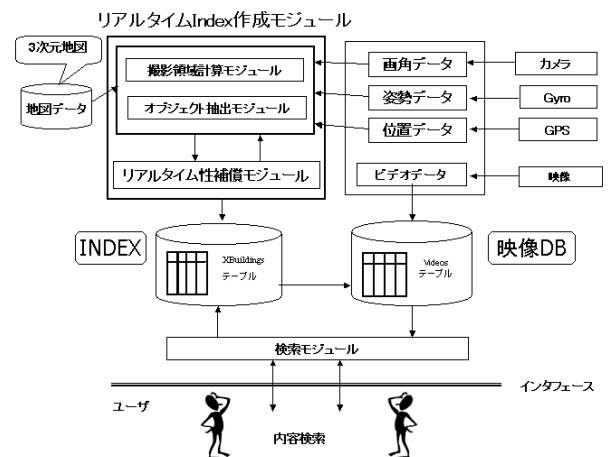 リアルタイムIndex作成モジュール
3次元地図
地図データ
撮影領域計算モジュール
オブジェクト抽出モジュール
リアルタイム性補償モジュール
画角データ
姿勢データ
位置データ
ビデオデータ
カメラ
Gyro
GPS
映像
INDEX
XBuildings
テーブル
Videos
テーブル
映像DB
検索モジュール
インタフェース
ユーザ
内容検索